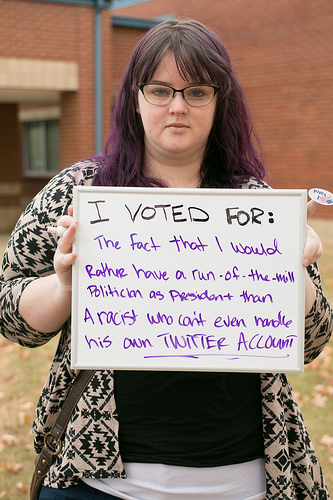 I VOTED FOR:
The fact that I would
Rather have a run-of-the-mill
Politician as President than
A racist who can't even handle
his own TWITTER ACCOUNT